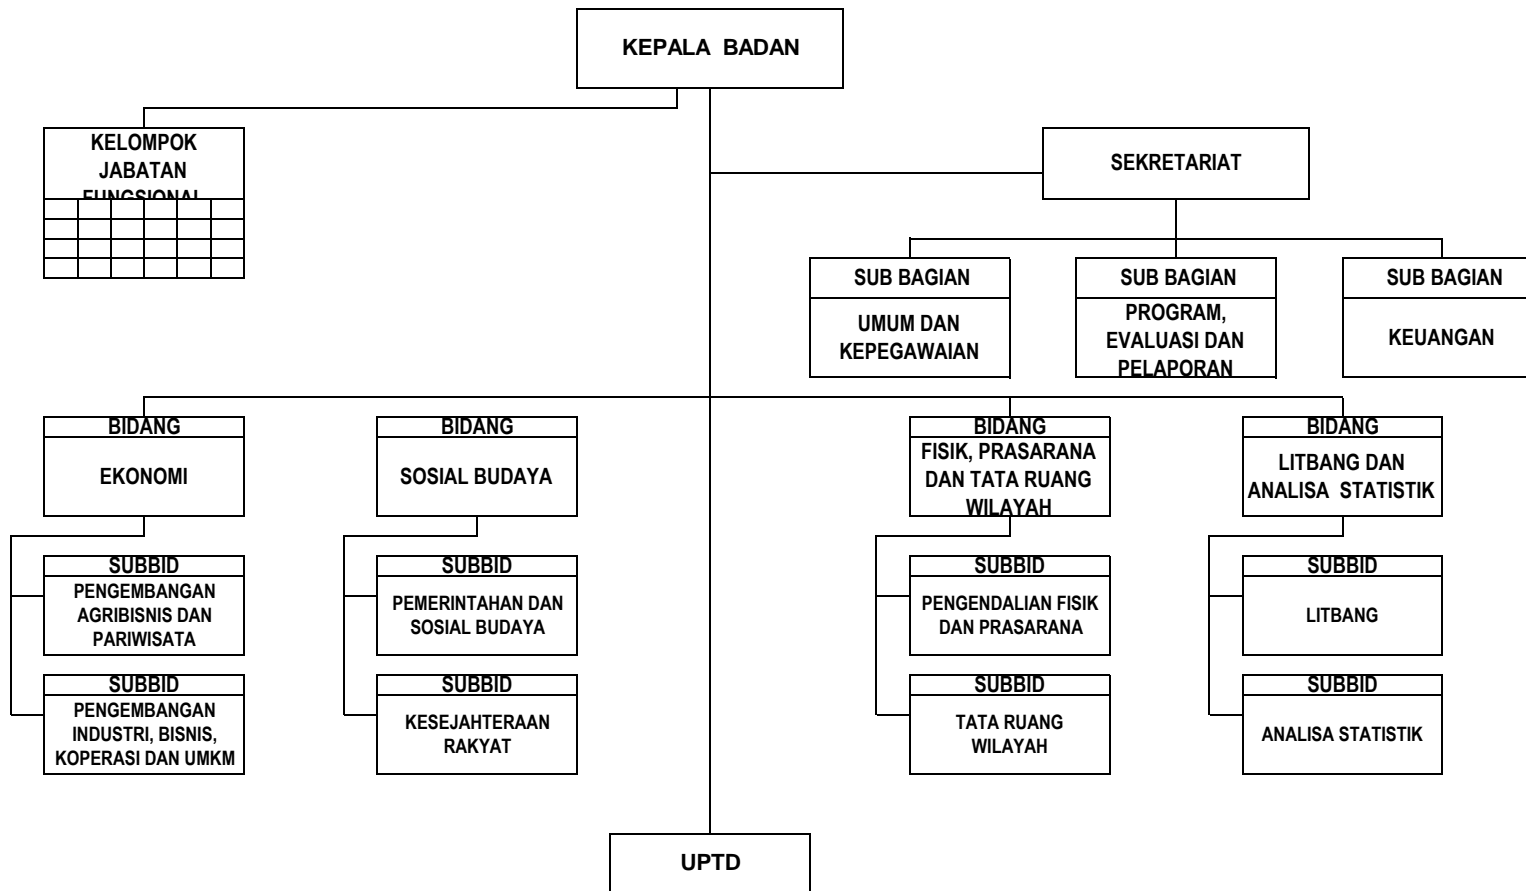 KEPALA BADAN
KELOMPOK
JABATAN
FUNGSIONAL
SEKRETARIAT
SUB BAGIAN
UMUM DAN
KEPEGAWAIAN
SUB BAGIAN
PROGRAM,
EVALUASI DAN
PELAPORAN
SUB BAGIAN
KEUANGAN
BIDANG
EKONOMI
BIDANG
SOSIAL BUDAYA
BIDANG
FISIK, PRASARANA
DAN TATA RUANG
WILAYAH
BIDANG
LITBANG DAN
ANALISA STATISTIK
SUBBID
PENGEMBANGAN
AGRIBISNIS DAN
PARIWISATA
SUBBID
PEMERINTAHAN DAN
SOSIAL BUDAYA
SUBBID
PENGENDALIAN FISIK
DAN PRASARANA
SUBBID
LITBANG
SUBBID
PENGEMBANGAN
INDUSTRI, BISNIS,
KOPERASI DAN UMKM
SUBBID
KESEJAHTERAAN
RAKYAT
SUBBID
TATA RUANG
WILAYAH
SUBBID
ANALISA STATISTIK
UPTD